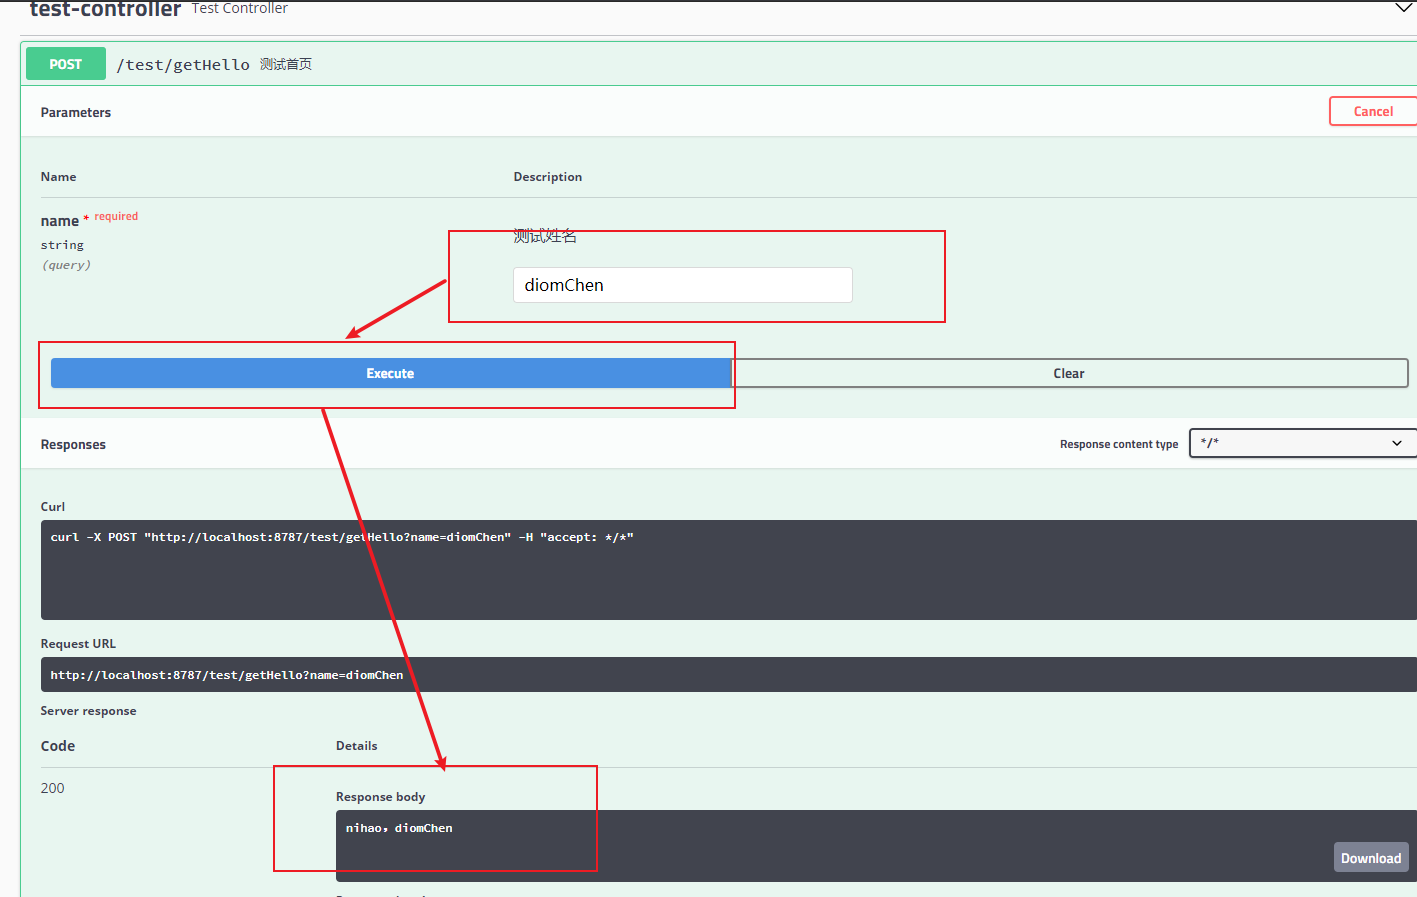 test-controller Test Controller
POST /test/getHello 测试首页
Parameters
Cancel
Name Description
name * required
string
(query)
测试姓名
diomChen
Execute Clear
Responses
Response content type */*
Curl
curl -X POST "http://localhost:8787/test/getHello?name=diomChen" -H "accept: */*"
Request URL
http://localhost:8787/test/getHello?name=diomChen
Server response
Code Details
200
Response body
nihao，diomChen
Download